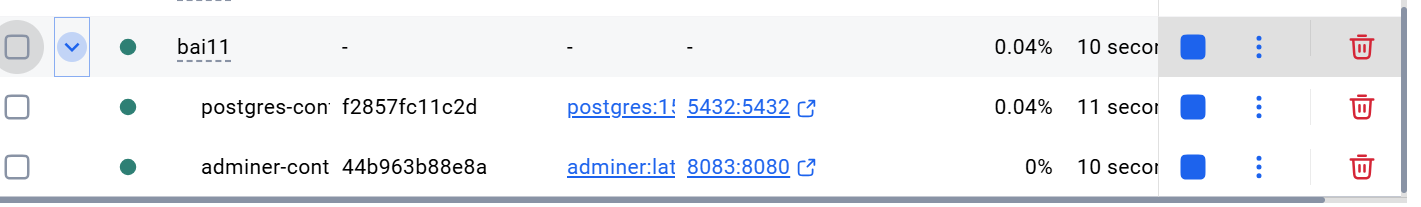 bai11 - - - 0.04% 10 secor
postgres-con f2857fc11c2d postgres:15 5432:5432 0.04% 11 secor
adminer-cont 44b963b88e8a adminer:lat 8083:8080 0% 10 secor